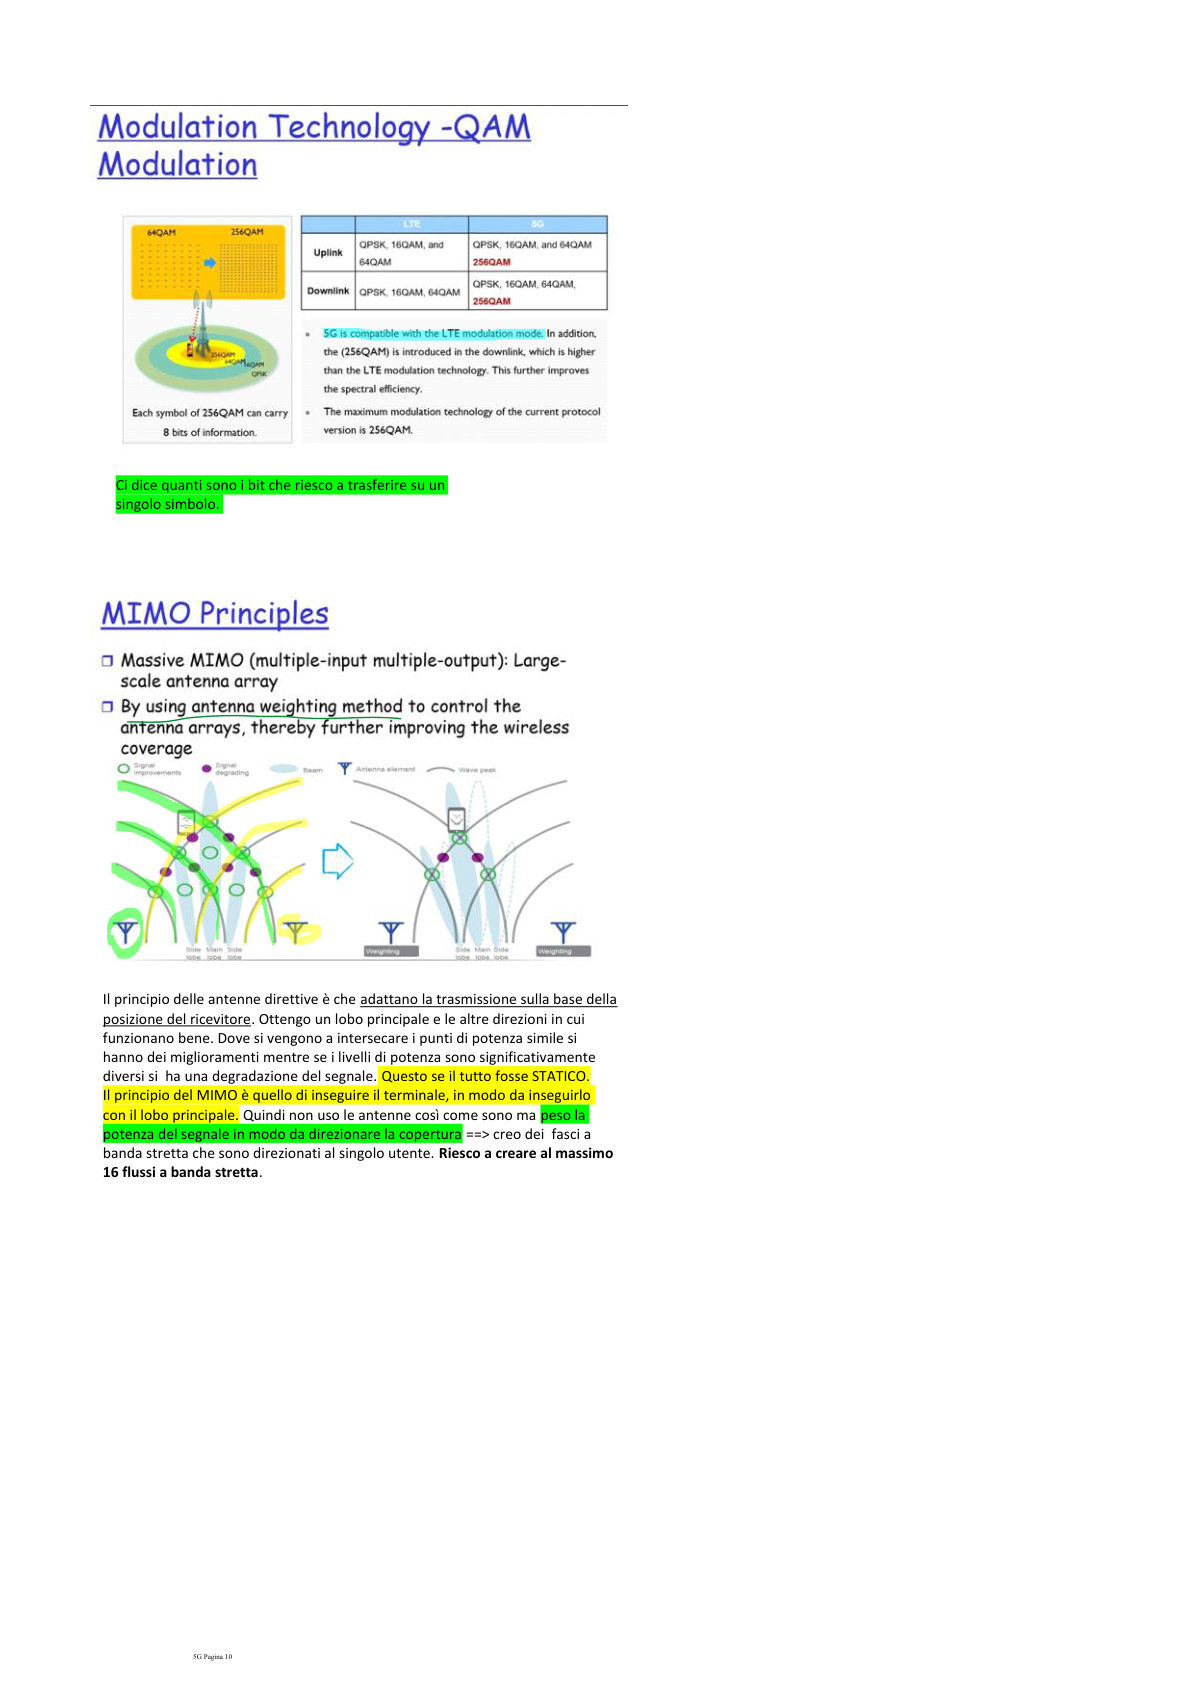 Modulation Technology -QAM
Modulation
64QAM 256QAM
256QAM
64QAM
16QAM
QPSK
Each symbol of 256QAM can carry
8 bits of information.
LTE 5G
Uplink QPSK, 16QAM, and 64QAM QPSK, 16QAM, and 64QAM 256QAM
Downlink QPSK, 16QAM, 64QAM QPSK, 16QAM, 64QAM, 256QAM
• 5G is compatible with the LTE modulation mode. In addition,
the (256QAM) is introduced in the downlink, which is higher
than the LTE modulation technology. This further improves
the spectral efficiency.
• The maximum modulation technology of the current protocol
version is 256QAM.
Ci dice quanti sono i bit che riesco a trasferire su un
singolo simbolo.
MIMO Principles
❒ Massive MIMO (multiple-input multiple-output): Large-
scale antenna array
❒ By using antenna weighting method to control the
antenna arrays, thereby further improving the wireless
coverage
Signal improvements Signal degrading Beam Antenna element Wave peak
Side lobe Main lobe Side lobe
Weighting Side lobe Main lobe Side lobe Weighting
Il principio delle antenne direttive è che adattano la trasmissione sulla base della
posizione del ricevitore. Ottengo un lobo principale e le altre direzioni in cui
funzionano bene. Dove si vengono a intersecare i punti di potenza simile si
hanno dei miglioramenti mentre se i livelli di potenza sono significativamente
diversi si  ha una degradazione del segnale. Questo se il tutto fosse STATICO.
Il principio del MIMO è quello di inseguire il terminale, in modo da inseguirlo
con il lobo principale. Quindi non uso le antenne così come sono ma peso la
potenza del segnale in modo da direzionare la copertura ==> creo dei  fasci a
banda stretta che sono direzionati al singolo utente. Riesco a creare al massimo
16 flussi a banda stretta.
5G Pagina 10